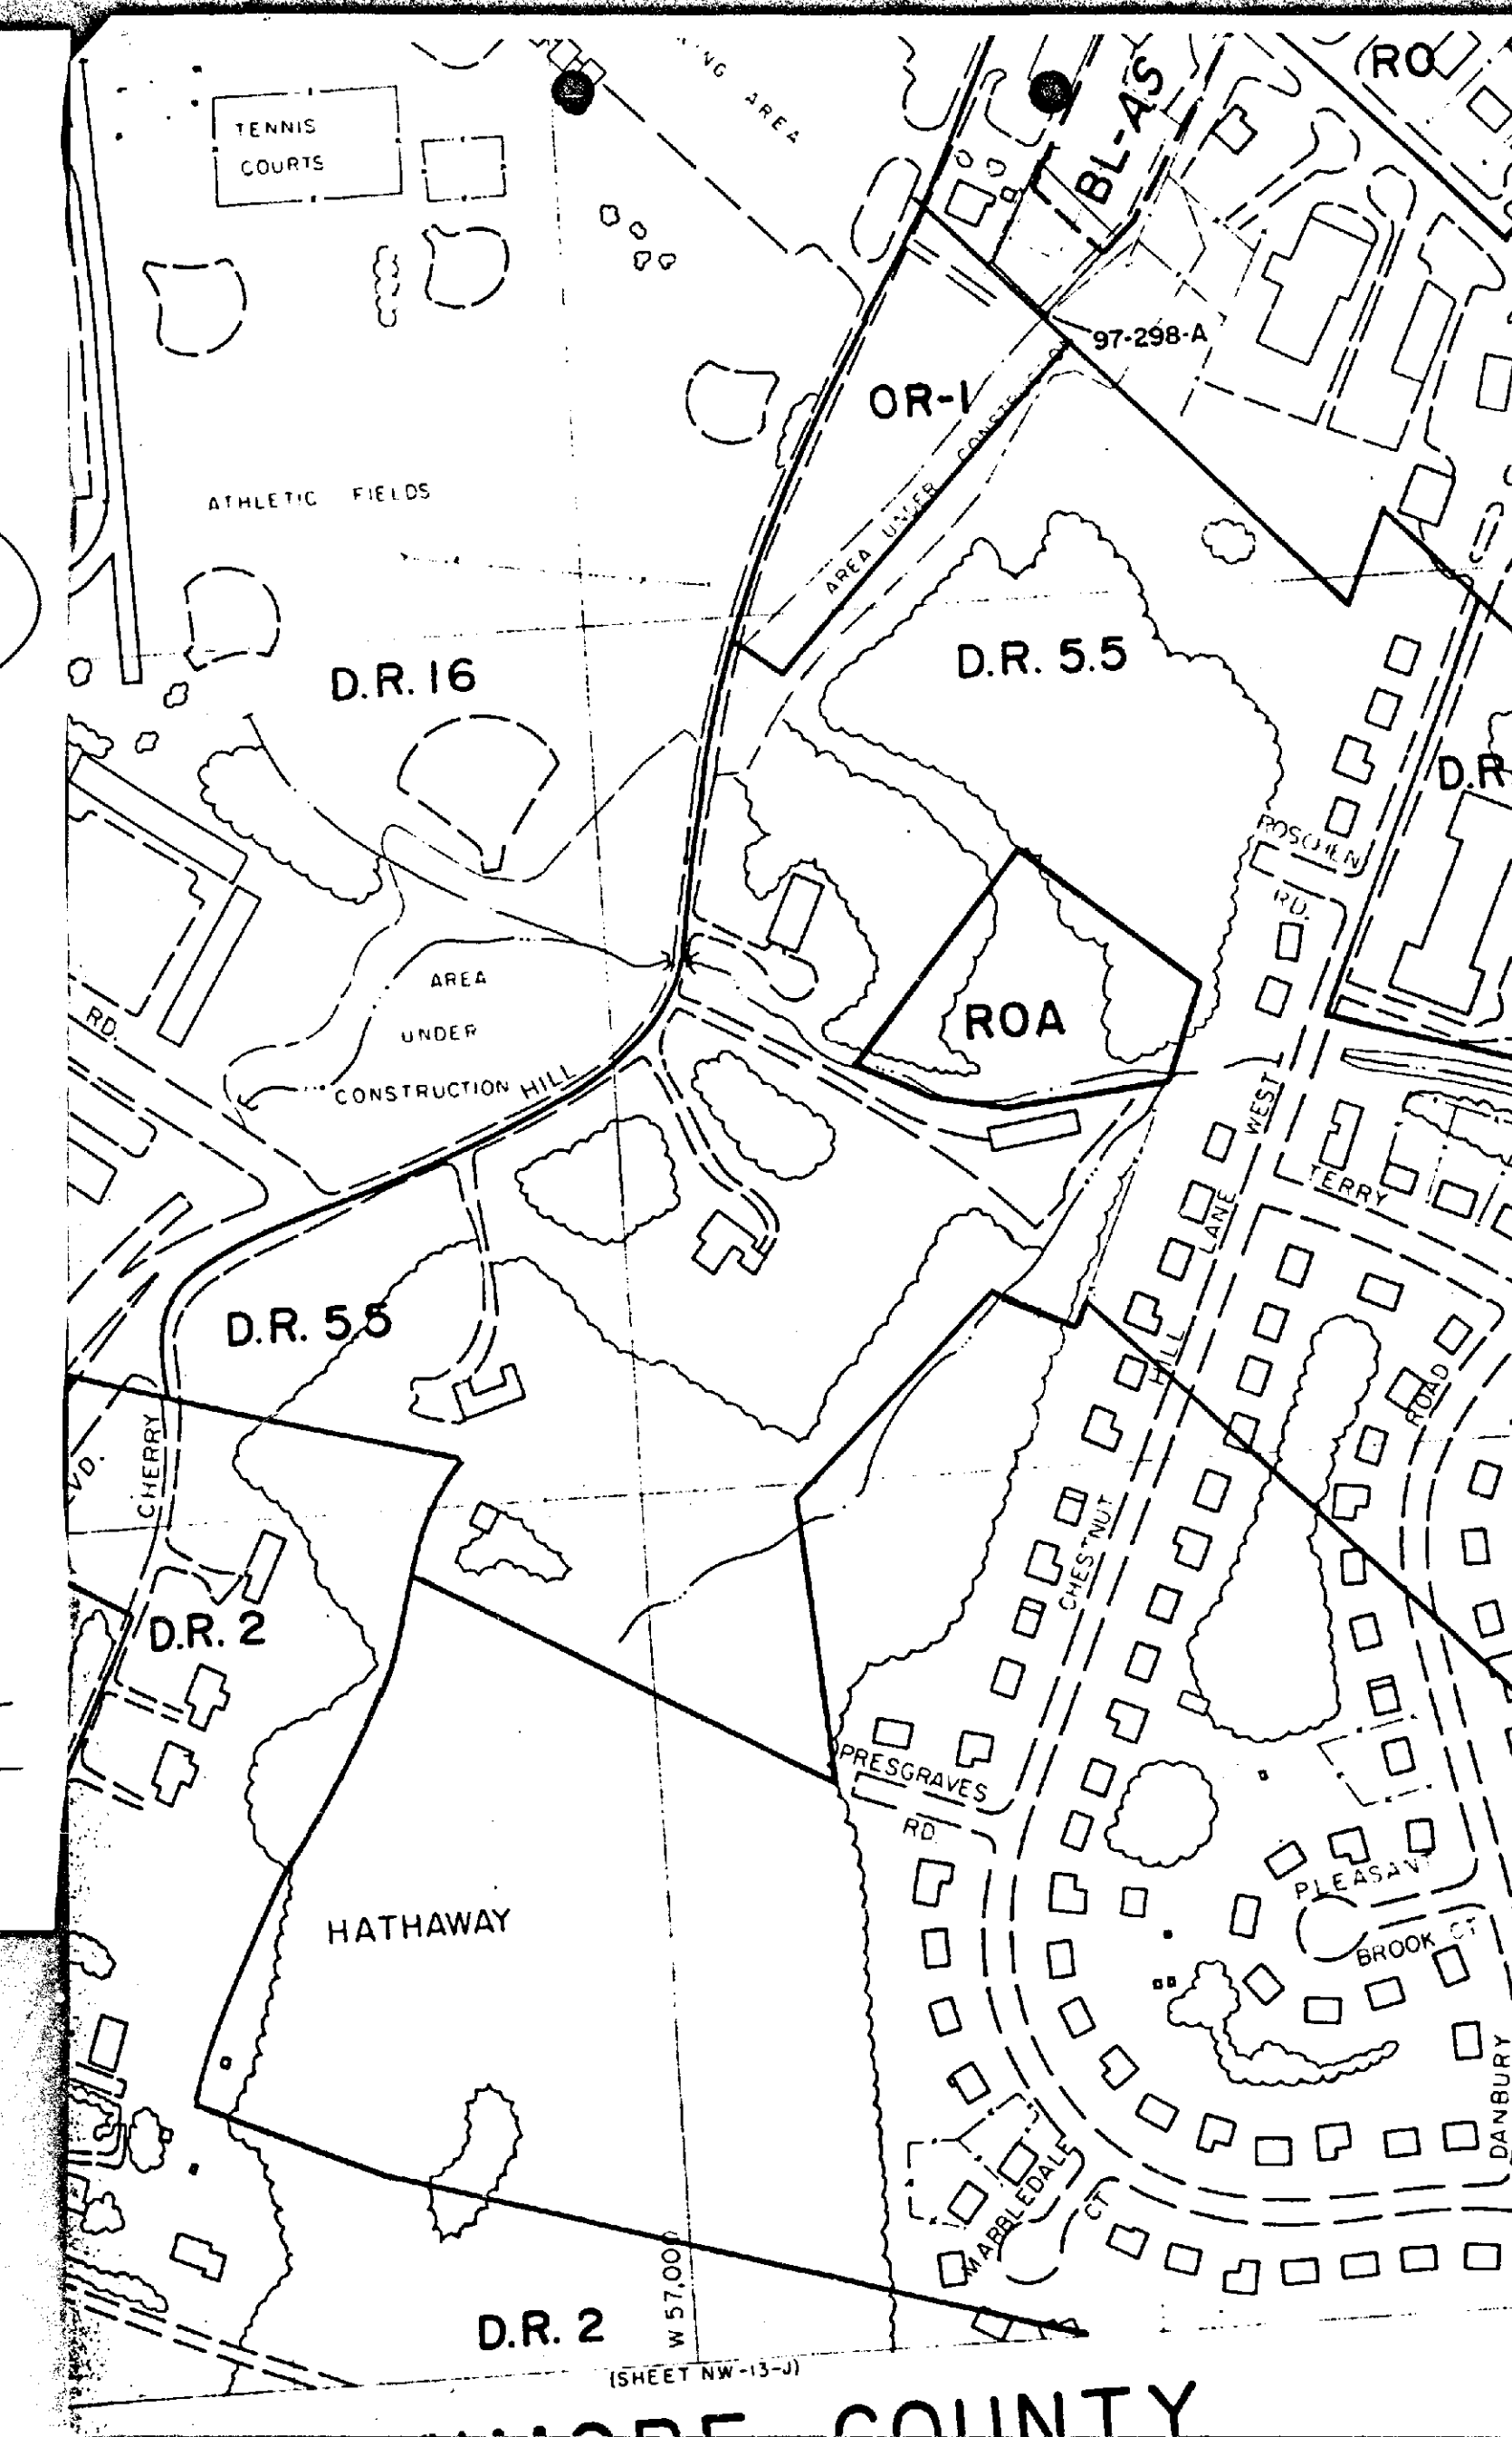 RO
BL-AS
TENNIS
COURTS
AREA
97-298-A
OR-1
AREA UNDER
ATHLETIC FIELDS
D.R. 16
D.R. 5.5
D.R
ROSCHEN
RD.
AREA
UNDER
CONSTRUCTION
RD.
HILL
ROA
WEST
TERRY
LANE
HILL
CHESTNUT
ROAD
D.R. 5.5
CHERRY
VD.
D.R. 2
PRESGRAVES
RD.
PLEASANT
BROOK CT
HATHAWAY
DANBURY
MARBLEDALE
CT
W 57,000
D.R. 2
(SHEET NW-13-J)
COUNTY